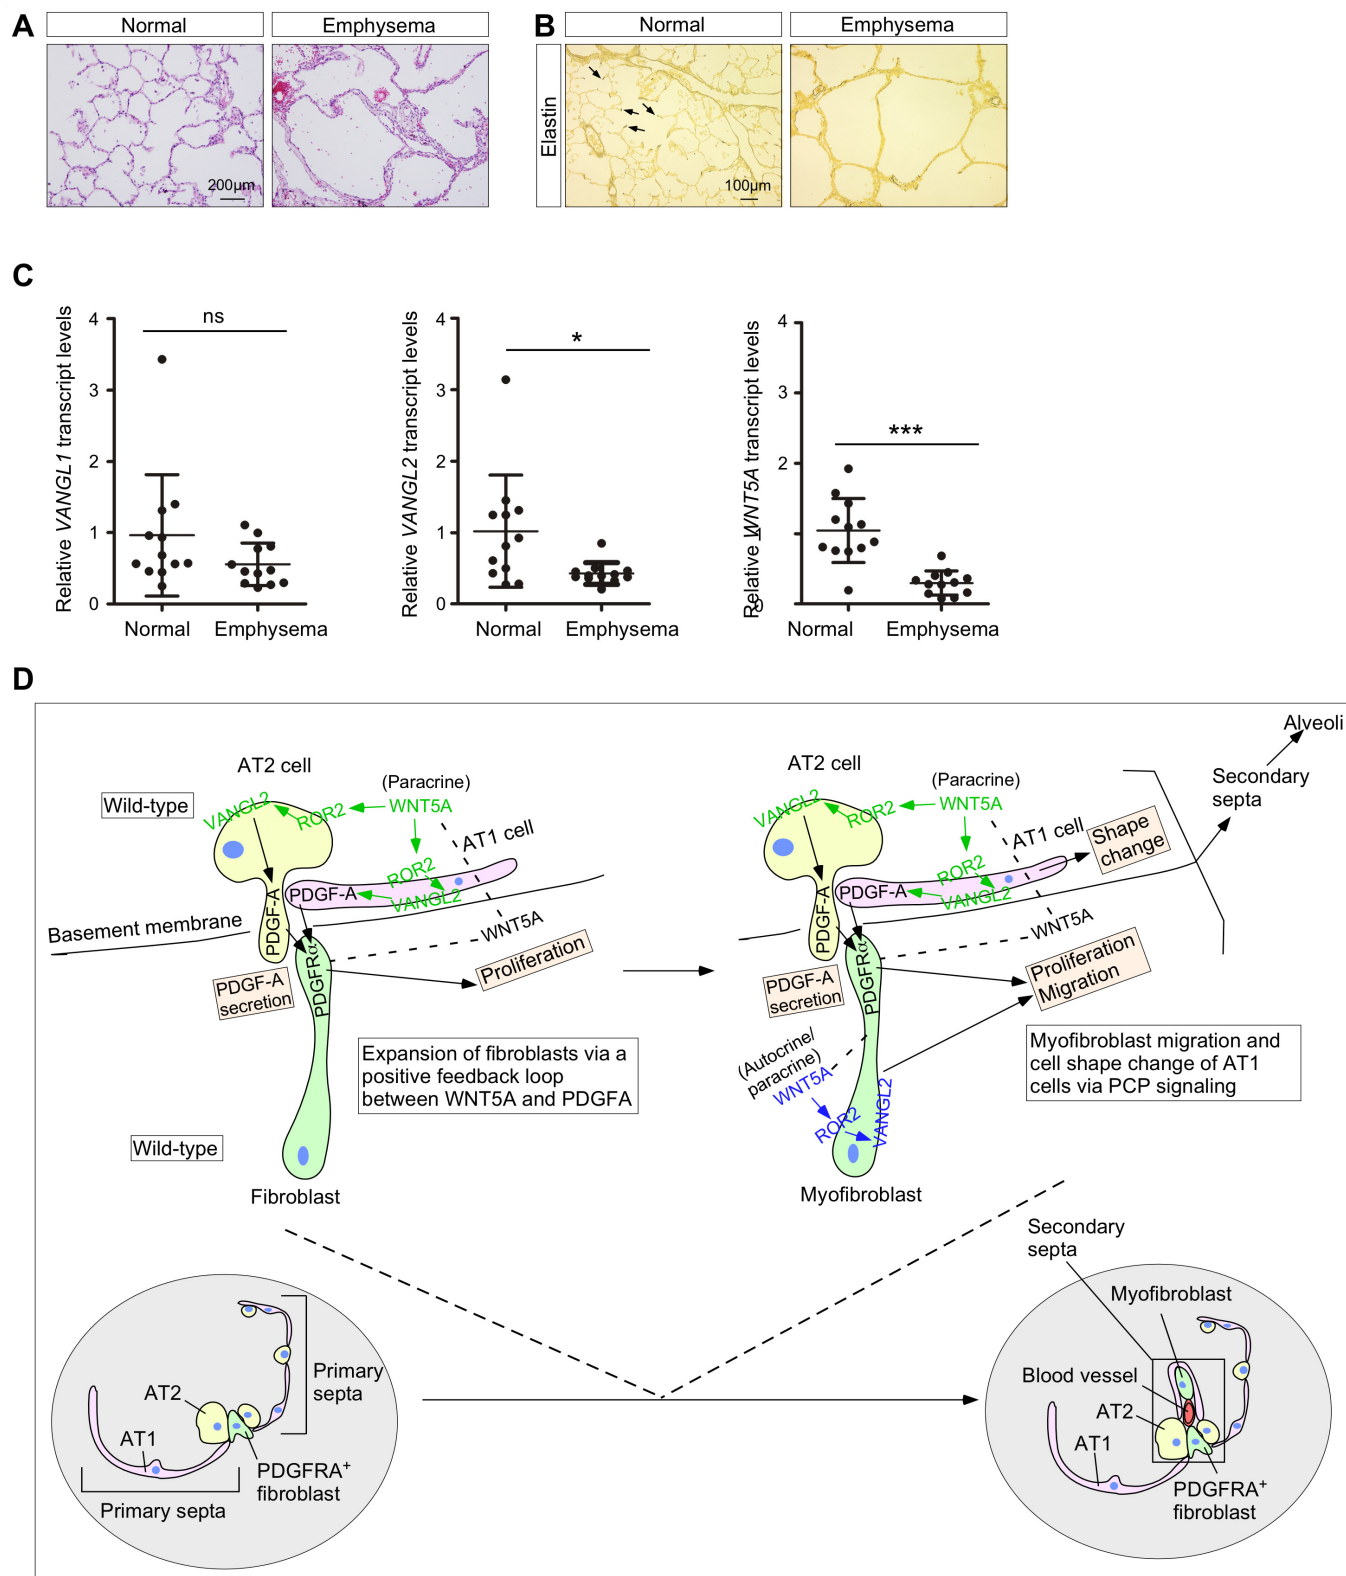 A
Normal
Emphysema
200µm
B
Normal
Emphysema
Elastin
100µm
C
Relative VANGL1 transcript levels
4
3
2
1
0
ns
Normal
Emphysema
Relative VANGL2 transcript levels
4
3
2
1
0
*
Normal
Emphysema
Relative WNT5A transcript levels
4
3
2
1
0
***
Normal
Emphysema
D
Alveoli
Secondary
septa
AT2 cell
(Paracrine)
Wild-type
VANGL2
ROR2
WNT5A
AT1 cell
ROR2
PDGF-A
VANGL2
PDGF-A
Basement membrane
WNT5A
PDGFRα
Proliferation
PDGF-A
secretion
Expansion of fibroblasts via a
positive feedback loop
between WNT5A and PDGFA
Wild-type
Fibroblast
AT2 cell
(Paracrine)
VANGL2
ROR2
WNT5A
AT1 cell
Shape
change
ROR2
PDGF-A
VANGL2
PDGF-A
WNT5A
PDGFRα
Proliferation
Migration
PDGF-A
secretion
(Autocrine/
paracrine)
WNT5A
ROR2
VANGL2
Myofibroblast migration and
cell shape change of AT1
cells via PCP signaling
Myofibroblast
Primary
septa
AT2
AT1
PDGFRA+
fibroblast
Primary septa
Secondary
septa
Myofibroblast
Blood vessel
AT2
AT1
PDGFRA+
fibroblast